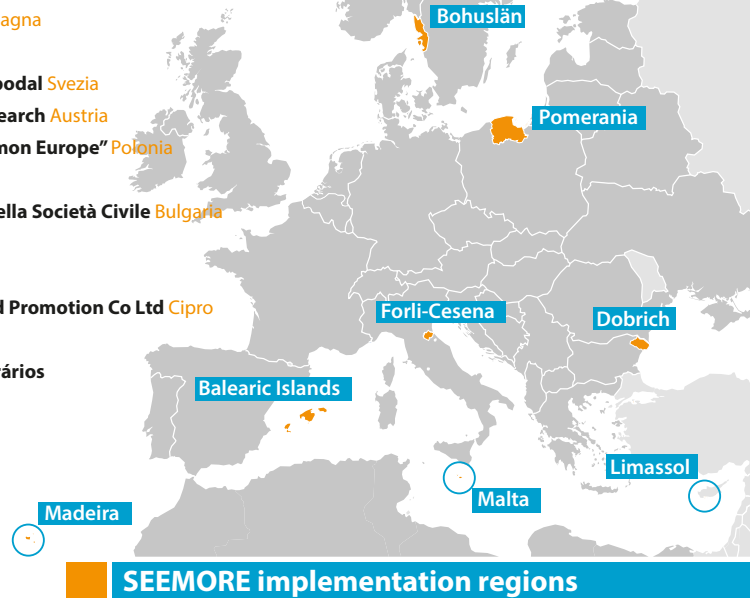 agna
podal Svezia
earch Austria
mon Europe” Polonia
ella Società Civile Bulgaria
d Promotion Co Ltd Cipro
ários
Bohuslän
Pomerania
Forli-Cesena
Dobrich
Balearic Islands
Limassol
Malta
Madeira
SEEMORE implementation regions